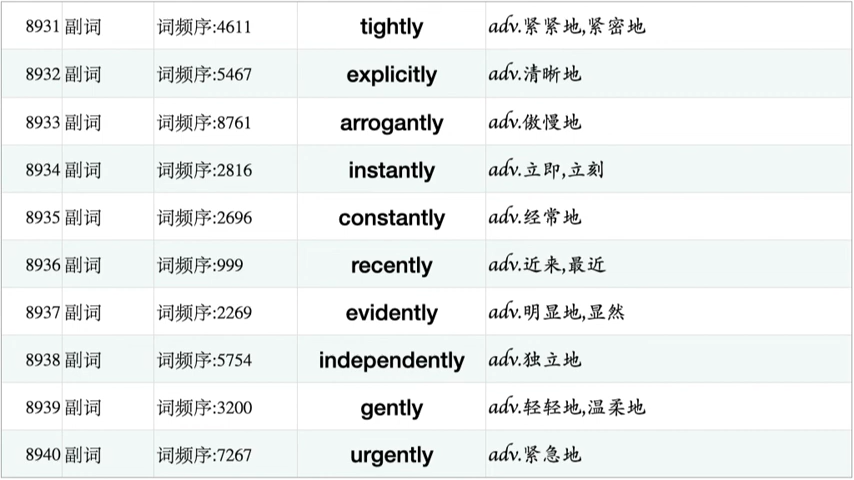 8931 副词 词频序:4611 tightly adv.紧紧地,紧密地
8932 副词 词频序:5467 explicitly adv.清晰地
8933 副词 词频序:8761 arrogantly adv.傲慢地
8934 副词 词频序:2816 instantly adv.立即,立刻
8935 副词 词频序:2696 constantly adv.经常地
8936 副词 词频序:999 recently adv.近来,最近
8937 副词 词频序:2269 evidently adv.明显地,显然
8938 副词 词频序:5754 independently adv.独立地
8939 副词 词频序:3200 gently adv.轻轻地,温柔地
8940 副词 词频序:7267 urgently adv.紧急地